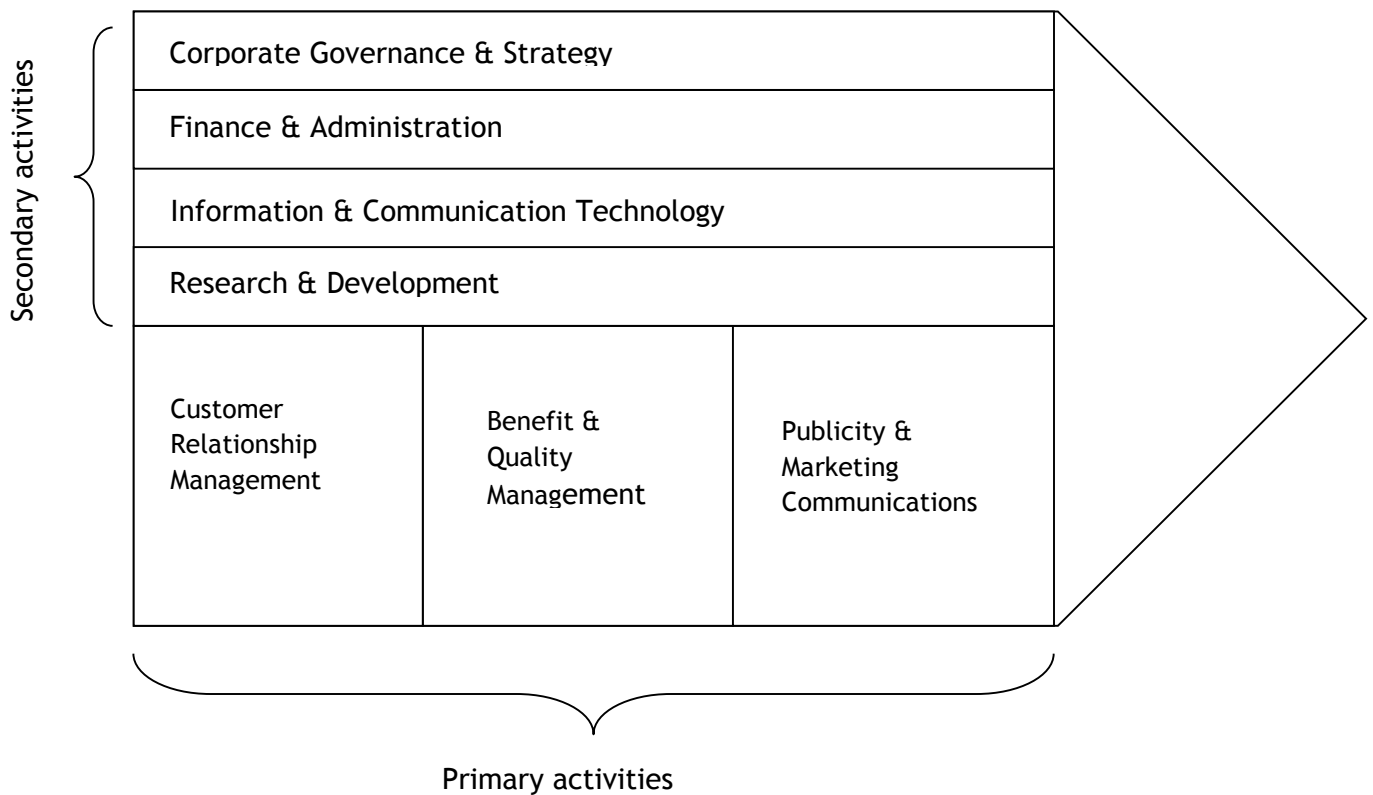 Secondary activities
Corporate Governance & Strategy
Finance & Administration
Information & Communication Technology
Research & Development
Customer
Relationship
Management
Benefit &
Quality
Management
Publicity &
Marketing
Communications
Primary activities